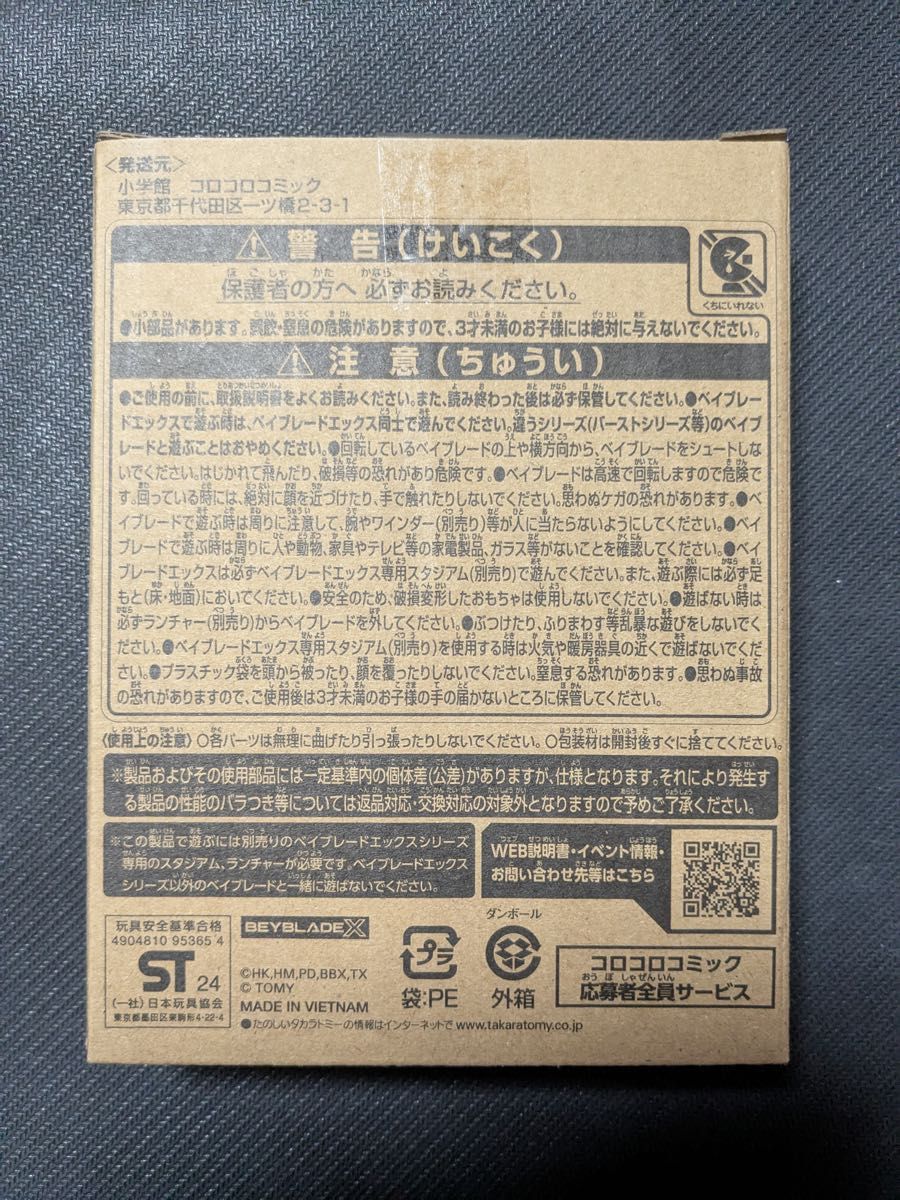 <発送元>
小学館 コロコロコミック
東京都千代田区一ツ橋2-3-1
警告(けいこく)
保護者の方へ 必ずお読みください。
くちにいれない
●小部品があります。誤飲・窒息の危険がありますので、3才未満のお子様には絶対に与えないでください。
注意(ちゅうい)
●ご使用の前に、取扱説明書をよくお読みください。また、読み終わった後は必ず保管してください。●ベイブレー
ドエックスで遊ぶ時は、ベイブレードエックス同士で遊んでください。違うシリーズ(バーストシリーズ等)のベイブ
レードと遊ぶことはおやめください。●回転しているベイブレードの上や横方向から、ベイブレードをシュートしな
いでください。はじかれて飛んだり、破損等の恐れがあり危険です。●ベイブレードは高速で回転しますので危険で
す。回っている時には、絶対に顔を近づけたり、手で触れたりしないでください。思わぬケガの恐れがあります。●ベ
イブレードで遊ぶ時は周りに注意して、腕やワインダー(別売り)等が人に当たらないようにしてください。●ベイブ
レードで遊ぶ時は周りに人や動物、家具やテレビ等の家電製品、ガラス等がないことを確認してください。●ベイブ
レードエックスは必ずベイブレードエックス専用スタジアム(別売り)で遊んでください。また、遊ぶ際には必ず足
もと(床・地面)においてください。●安全のため、破損変形したおもちゃは使用しないでください。●遊ばない時は
必ずランチャー(別売り)からベイブレードを外してください。●ぶつけたり、ふりまわす等乱暴な遊びをしないでく
ださい。●ベイブレードエックス専用スタジアム(別売り)を使用する時は火気や暖房器具の近くで遊ばないでくだ
さい。●プラスチック袋を頭から被ったり、顔を覆ったりしないでください。窒息する恐れがあります。●思わぬ事故
の恐れがありますので、ご使用後は3才未満のお子様の手の届かないところに保管してください。
〈使用上の注意〉 〇各パーツは無理に曲げたり引っ張ったりしないでください。〇包装材は開封後すぐに捨ててください。
※製品およびその使用部品には一定基準内の個体差(公差)がありますが、仕様となります。それにより発生す
る製品の性能のバラつき等については返品対応・交換対応の対象外となりますので予めご了承ください。
※この製品で遊ぶには別売りのベイブレードエックスシリーズ
専用のスタジアム、ランチャーが必要です。ベイブレードエックス
シリーズ以外のベイブレードと一緒に遊ばないでください。
WEB説明書・イベント情報・
お問い合わせ先等はこちら
玩具安全基準合格
4904810 95365 4
ST 24
(一社)日本玩具協会
東京都墨田区東駒形4-22-4
BEYBLADE X
©HK,HM,PD,BBX,TX
© TOMY
MADE IN VIETNAM
●たのしいタカラトミーの情報はインターネットで www.takaratomy.co.jp
プラ
袋:PE
ダンボール
外箱
コロコロコミック
応募者全員サービス